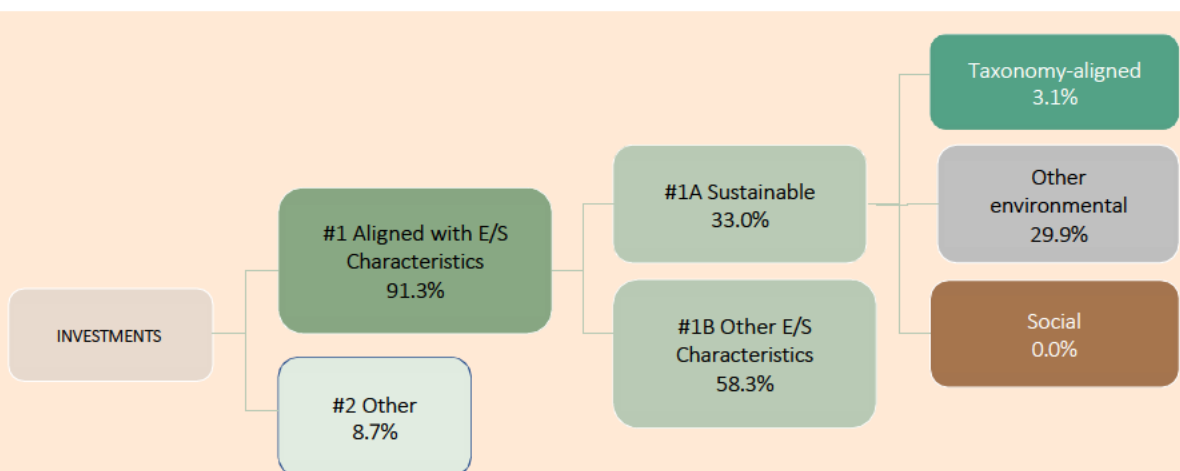 INVESTMENTS
#1 Aligned with E/S
Characteristics
91.3%
#2 Other
8.7%
#1A Sustainable
33.0%
#1B Other E/S
Characteristics
58.3%
Taxonomy-aligned
3.1%
Other
environmental
29.9%
Social
0.0%